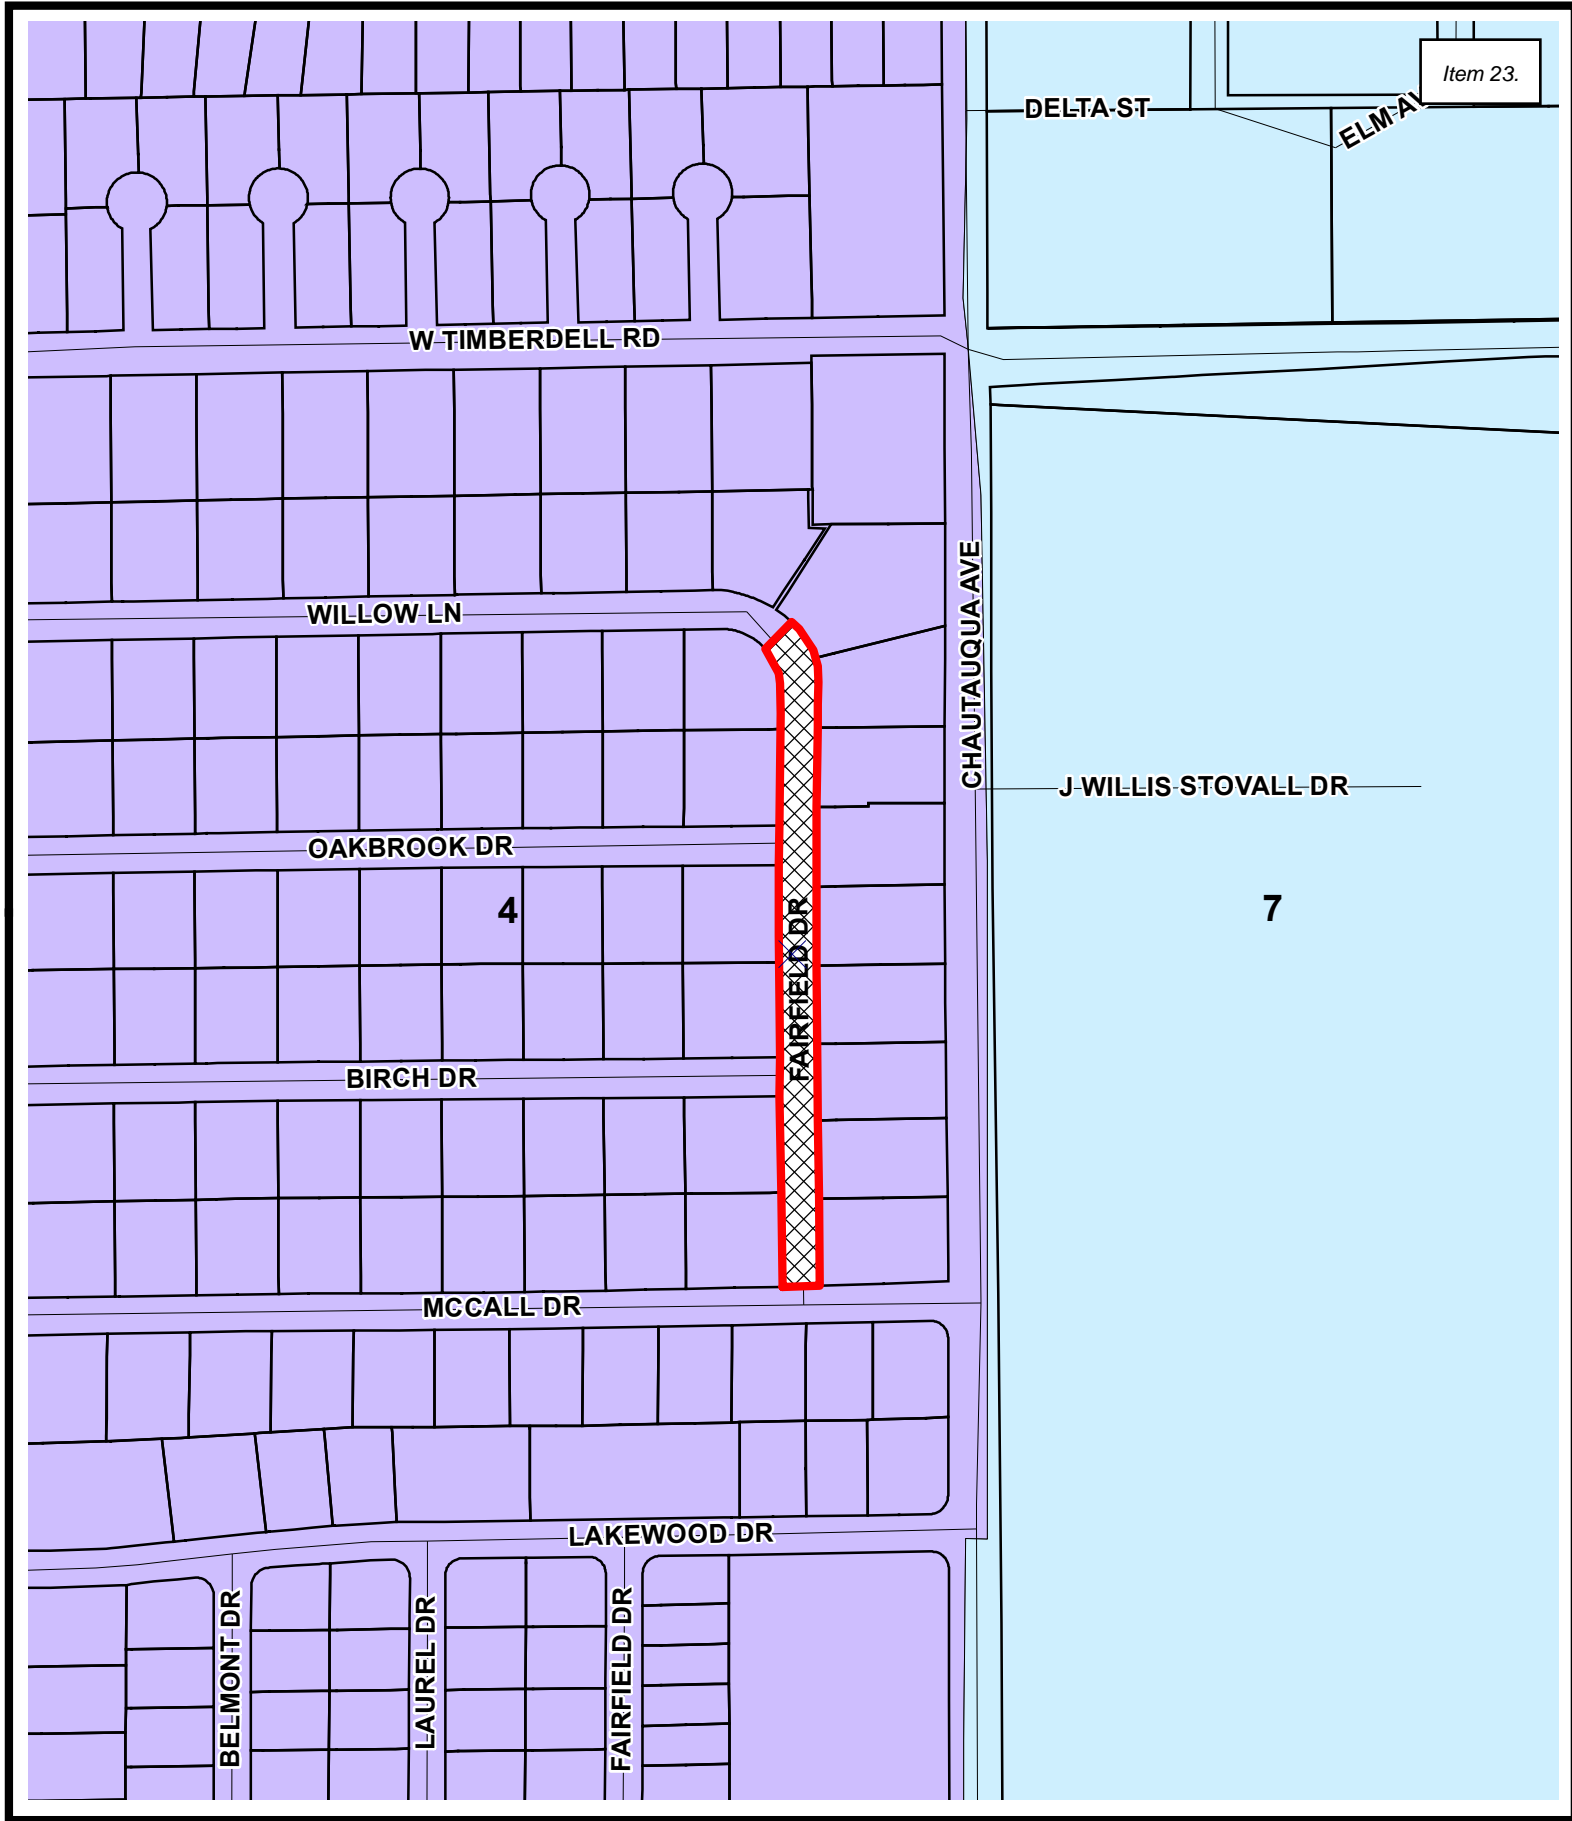 Item 23.
DELTA ST
ELM AV
W TIMBERDELL RD
CHAUTAUQUA AVE
WILLOW LN
J WILLIS STOVALL DR
OAKBROOK DR
4
7
FAIRFIELD DR
BIRCH DR
MCCALL DR
LAKEWOOD DR
BELMONT DR
LAUREL DR
FAIRFIELD DR